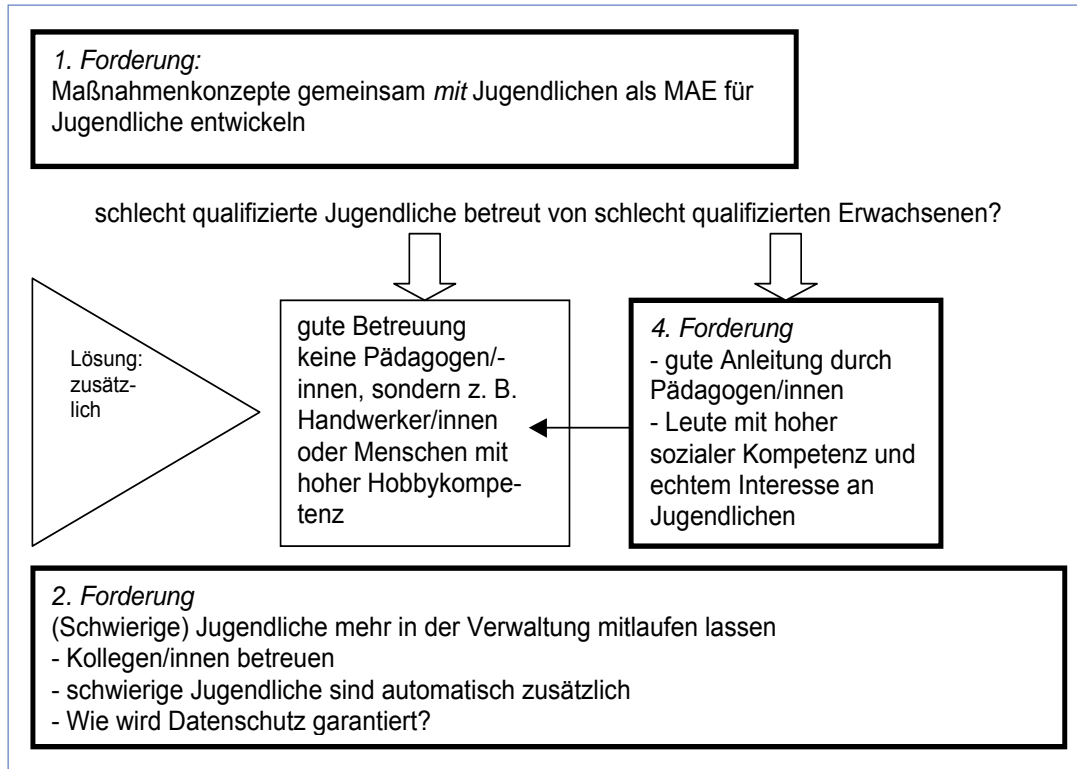 1. Forderung:
Maßnahmenkonzepte gemeinsam mit Jugendlichen als MAE für
Jugendliche entwickeln
schlecht qualifizierte Jugendliche betreut von schlecht qualifizierten Erwachsenen?
Lösung:
zusätz-
lich
gute Betreuung
keine Pädagogen/-
innen, sondern z. B.
Handwerker/innen
oder Menschen mit
hoher Hobbykompe-
tenz
4. Forderung
- gute Anleitung durch
Pädagogen/innen
- Leute mit hoher
sozialer Kompetenz und
echtem Interesse an
Jugendlichen
2. Forderung
(Schwierige) Jugendliche mehr in der Verwaltung mitlaufen lassen
- Kollegen/innen betreuen
- schwierige Jugendliche sind automatisch zusätzlich
- Wie wird Datenschutz garantiert?